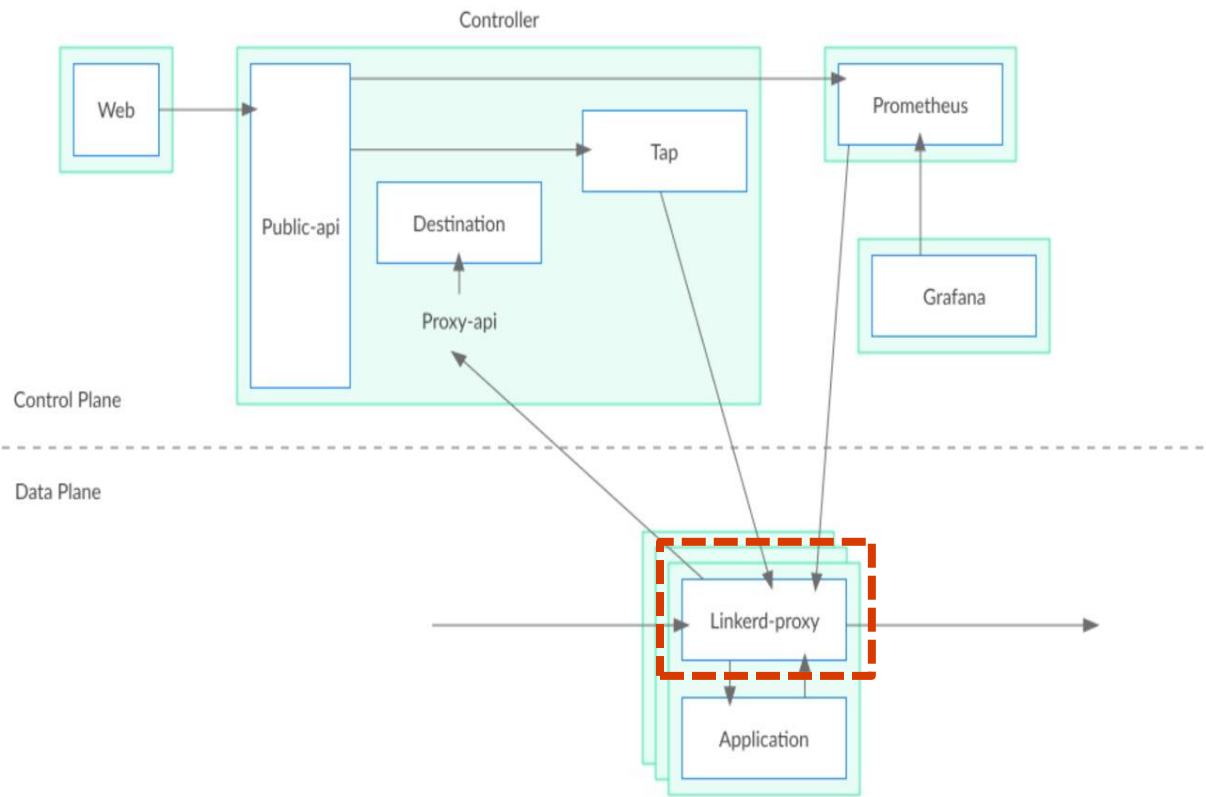 Controller
Web
Prometheus
Tap
Public-api
Destination
Grafana
Proxy-api
Control Plane
Data Plane
Linkerd-proxy
Application